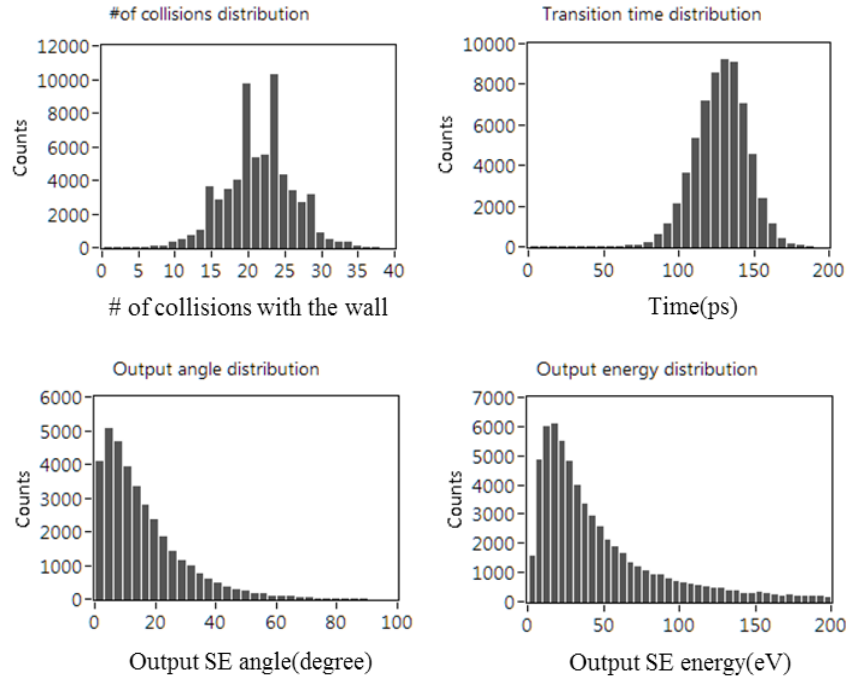 #of collisions distribution
12000
10000
8000
6000
4000
2000
0
Counts
0 5 10 15 20 25 30 35 40
# of collisions with the wall
Transition time distribution
10000
8000
6000
4000
2000
0
Counts
0 50 100 150 200
Time(ps)
Output angle distribution
6000
5000
4000
3000
2000
1000
0
Counts
0 20 40 60 80 100
Output SE angle(degree)
Output energy distribution
7000
6000
5000
4000
3000
2000
1000
0
Counts
0 50 100 150 200
Output SE energy(eV)